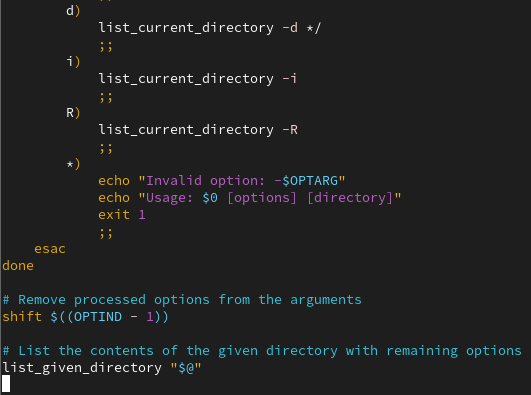 d)
            list_current_directory -d */
            ;;
        i)
            list_current_directory -i
            ;;
        R)
            list_current_directory -R
            ;;
        *)
            echo "Invalid option: -$OPTARG"
            echo "Usage: $0 [options] [directory]"
            exit 1
            ;;
    esac
done

# Remove processed options from the arguments
shift $((OPTIND - 1))

# List the contents of the given directory with remaining options
list_given_directory "$@"